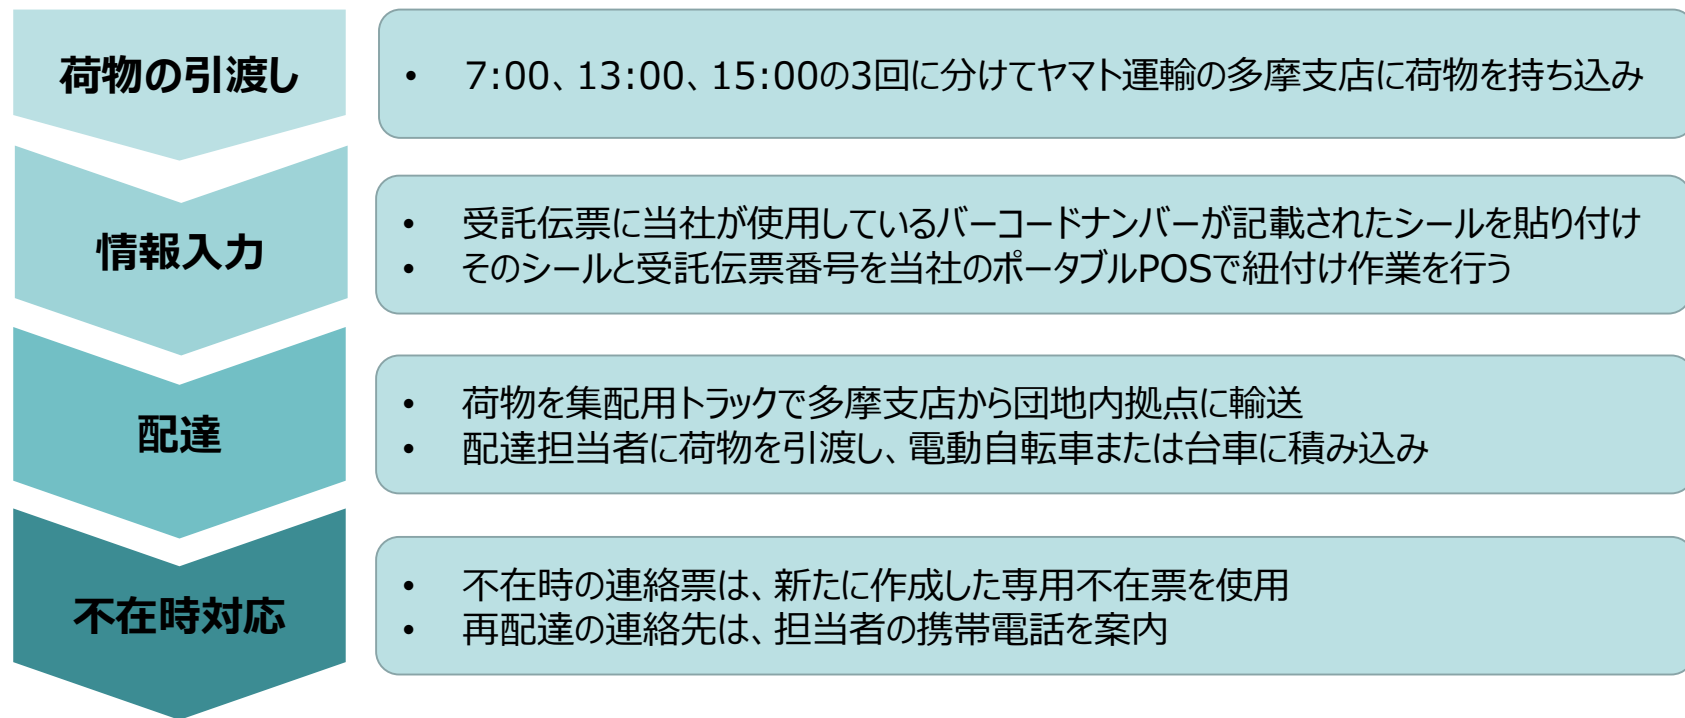 荷物の引渡し
• 7:00、13:00、15:00の3回に分けてヤマト運輸の多摩支店に荷物を持ち込み
情報入力
• 受託伝票に当社が使用しているバーコードナンバーが記載されたシールを貼り付け
• そのシールと受託伝票番号を当社のポータブルPOSで紐付け作業を行う
配達
• 荷物を集配用トラックで多摩支店から団地内拠点に輸送
• 配達担当者に荷物を引渡し、電動自転車または台車に積み込み
不在時対応
• 不在時の連絡票は、新たに作成した専用不在票を使用
• 再配達の連絡先は、担当者の携帯電話を案内